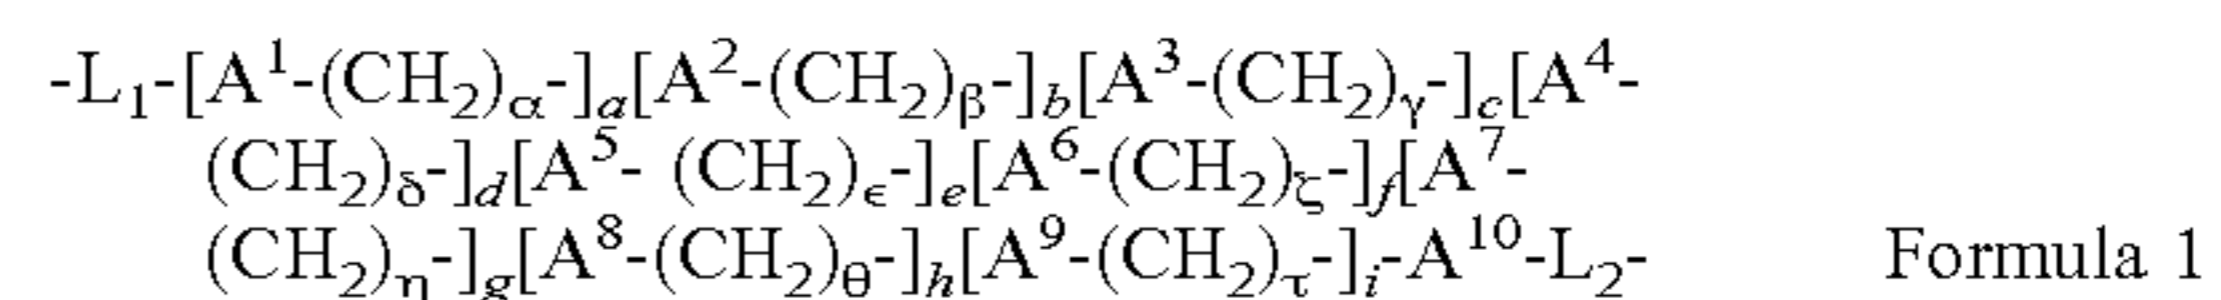 -L₁-[A¹-(CH₂)α-]a[A²-(CH₂)β-]b[A³-(CH₂)γ-]c[A⁴-
(CH₂)δ-]d[A⁵- (CH₂)ϵ-]e[A⁶-(CH₂)ζ-]f[A⁷-
(CH₂)η-]g[A⁸-(CH₂)θ-]h[A⁹-(CH₂)τ-]i-A¹⁰-L₂- Formula 1